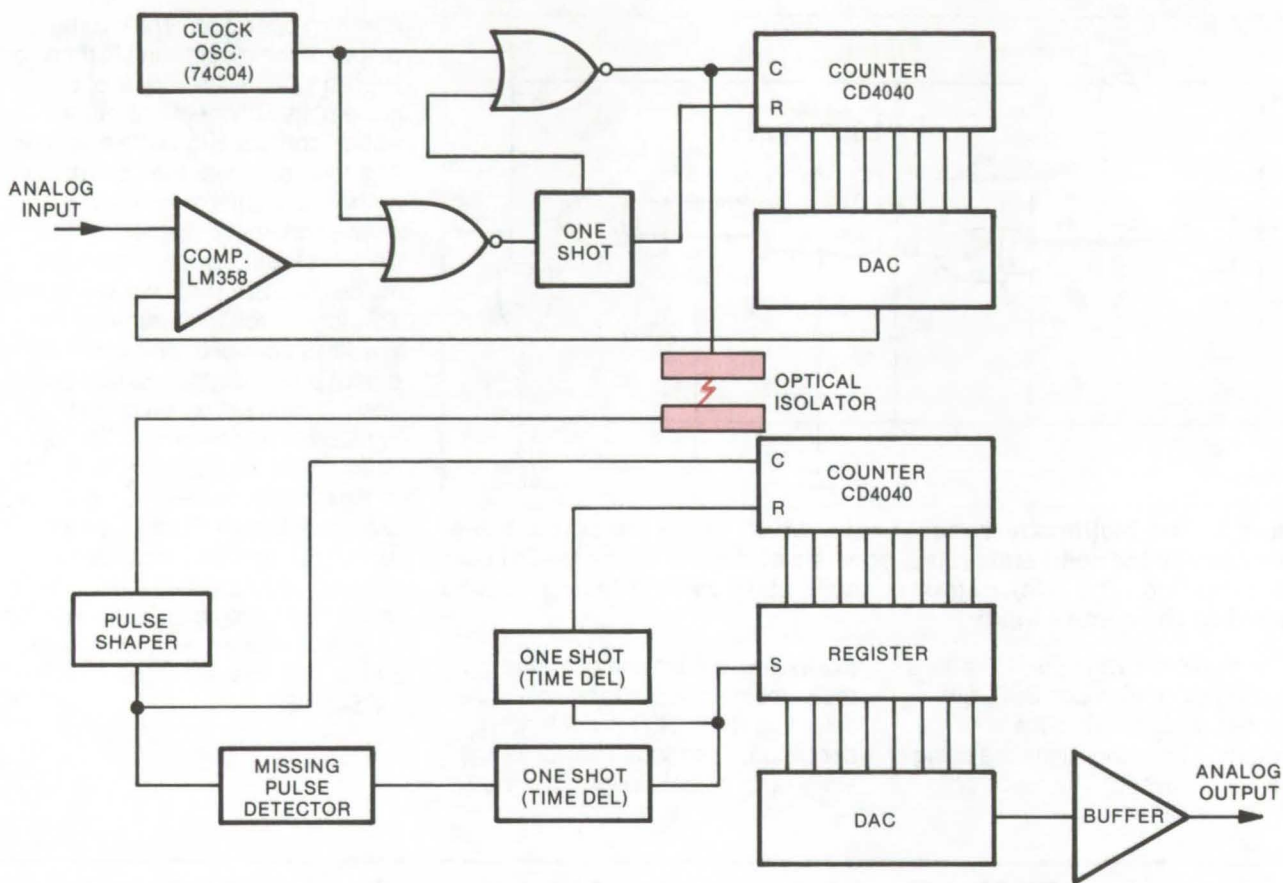 CLOCK
OSC.
(74C04)
C
COUNTER
CD4040
R
ANALOG
INPUT
COMP.
LM358
ONE
SHOT
DAC
OPTICAL
ISOLATOR
C
COUNTER
CD4040
R
PULSE
SHAPER
ONE SHOT
(TIME DEL)
S
REGISTER
MISSING
PULSE
DETECTOR
ONE SHOT
(TIME DEL)
DAC
BUFFER
ANALOG
OUTPUT